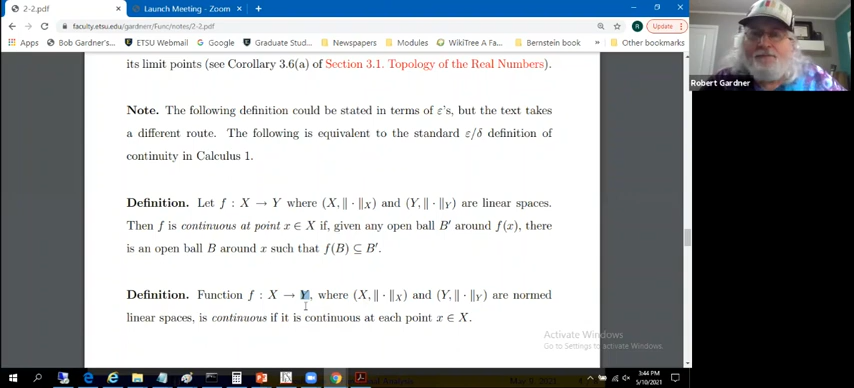 2-2.pdf
Launch Meeting - Zoom
faculty.etsu.edu/gardnerr/Func/notes/2-2.pdf
Update
Apps
Bob Gardner's
ETSU Webmail
Google
Graduate Stud...
Newspapers
Modules
WikiTree A Fa...
Bernstein book
Other bookmarks
its limit points (see Corollary 3.6(a) of Section 3.1. Topology of the Real Numbers).
Note. The following definition could be stated in terms of ε's, but the text takes
a different route. The following is equivalent to the standard ε/δ definition of
continuity in Calculus 1.
Definition. Let f : X → Y where (X, ‖ · ‖X) and (Y, ‖ · ‖Y) are linear spaces.
Then f is continuous at point x ∈ X if, given any open ball B′ around f(x), there
is an open ball B around x such that f(B) ⊆ B′.
Definition. Function f : X → Y, where (X, ‖ · ‖X) and (Y, ‖ · ‖Y) are normed
linear spaces, is continuous if it is continuous at each point x ∈ X.
Activate Windows
Go to Settings to activate Windows.
Robert Gardner
3:44 PM
5/10/2021